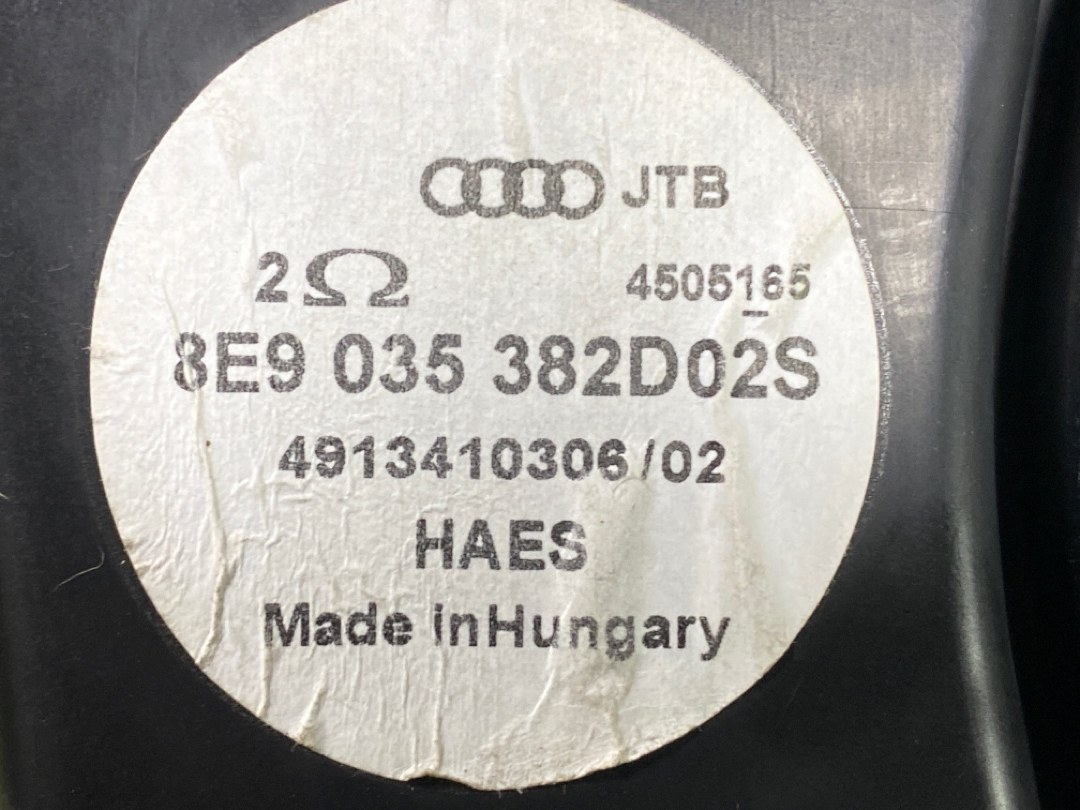 JTB
2Ω 4505165
8E9 035 382D02S
4913410306/02
HAES
Made inHungary